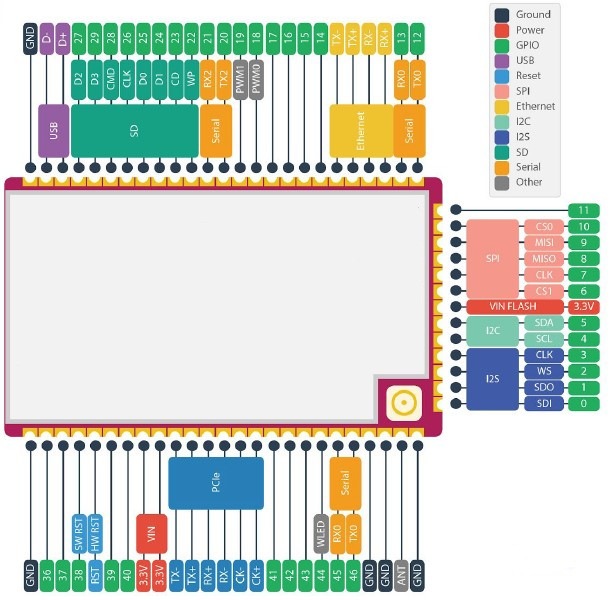 GND D- D+ 27 29 28 26 25 24 23 22 21 20 19 18 17 16 15 14 TX- TX+ RX- RX+ 13 12
D2 D3 CMD CLK D0 D1 CD WP RX2 TX2 PWM1 PWM0 RX0 TX0
USB SD Serial Ethernet Serial
Ground
Power
GPIO
USB
Reset
SPI
Ethernet
I2C
I2S
SD
Serial
Other
11
CS0 10
MISI 9
SPI MISO 8
CLK 7
CS1 6
VIN FLASH 3.3V
I2C SDA 5
SCL 4
CLK 3
I2S WS 2
SDO 1
SDI 0
PCIe Serial
SW RST HW RST VIN WLED RX0 TX0
GND 36 37 38 RST 39 40 3.3V 3.3V TX- TX+ RX+ RX- CK- CK+ 41 42 43 44 45 46 GND GND ANT GND